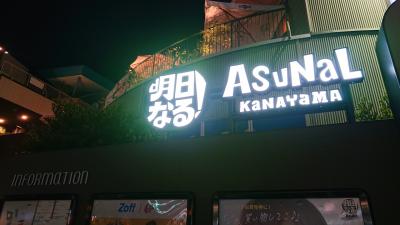 明日なる!
ASUNAL
KANAYAMA
INFORMATION
Zoff